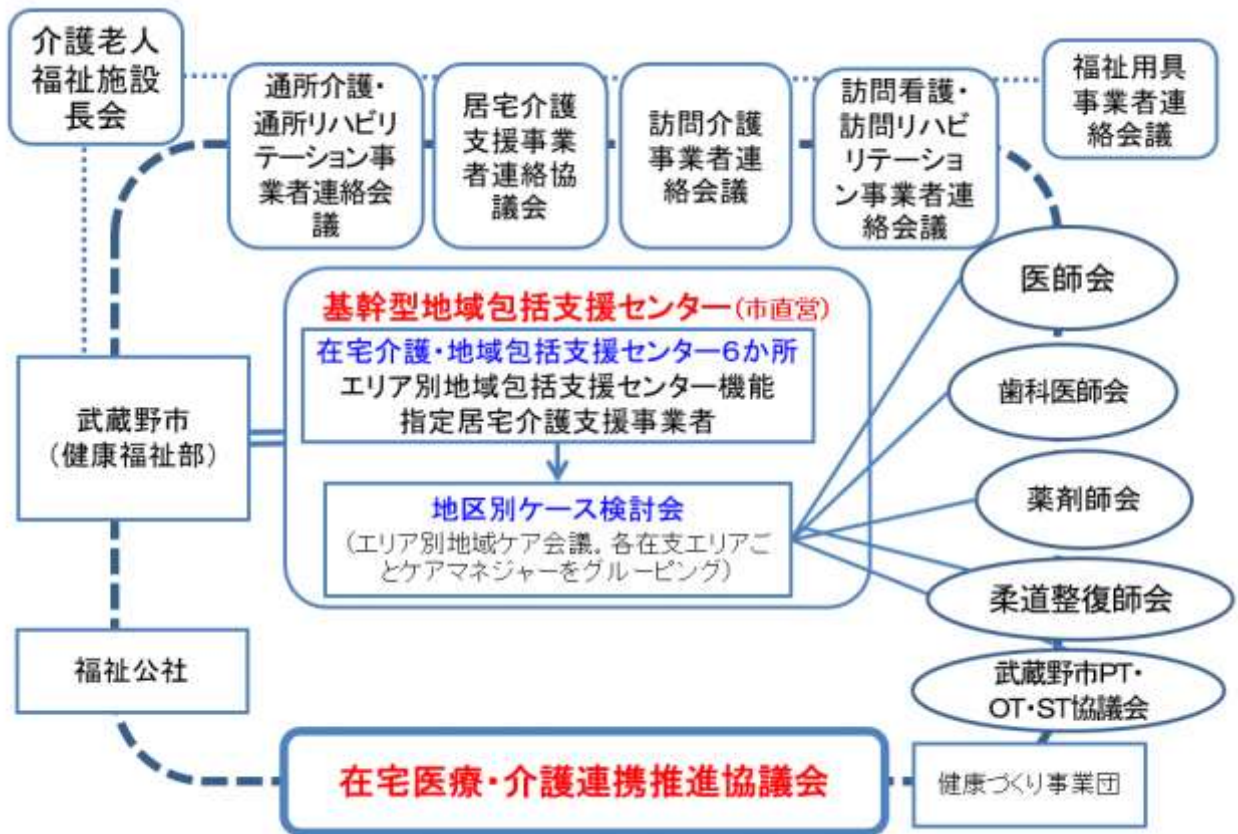 介護老人
福祉施設
長会
通所介護・
通所リハビリ
テーション事
業者連絡会
議
居宅介護
支援事業
者連絡協
議会
訪問介護
事業者連
絡会議
訪問看護・
訪問リハビ
リテーショ
ン事業者連
絡会議
福祉用具
事業者連
絡会議
基幹型地域包括支援センター(市直営)
在宅介護・地域包括支援センター6か所
エリア別地域包括支援センター機能
指定居宅介護支援事業者
武蔵野市
(健康福祉部)
地区別ケース検討会
(エリア別地域ケア会議。各在支エリアご
とケアマネジャーをグルーピング)
医師会
歯科医師会
薬剤師会
柔道整復師会
武蔵野市PT・
OT・ST協議会
福祉公社
在宅医療・介護連携推進協議会
健康づくり事業団